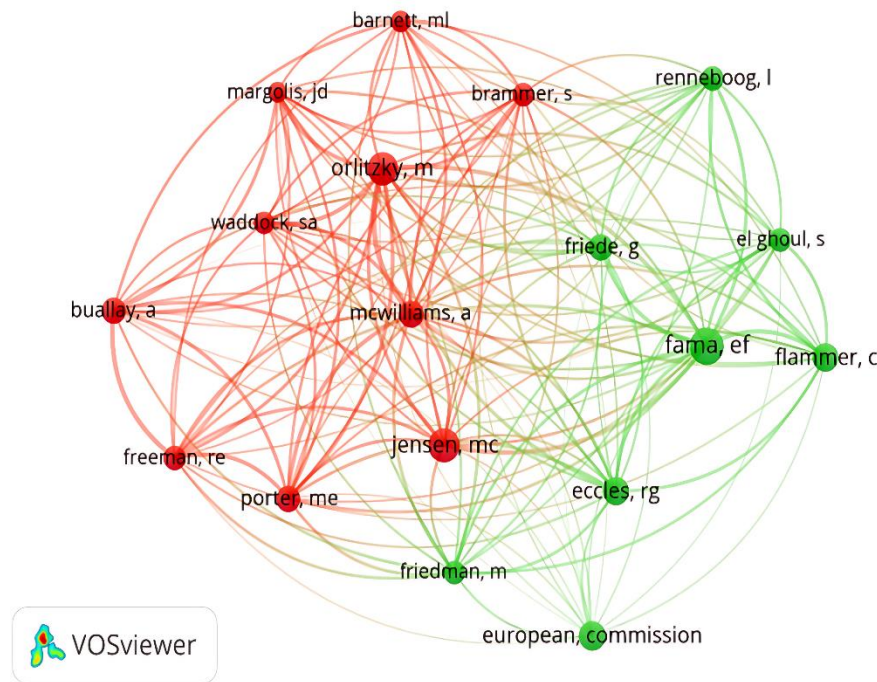 barnett, ml
renneboog, l
margolis, jd
brammer, s
orlitzky, m
waddock, sa
friede, g
el ghoul, s
buallay, a
mcwilliams, a
fama, ef
flammer, c
jensen, mc
freeman, re
porter, me
eccles, rg
friedman, m
european, commission
VOSviewer